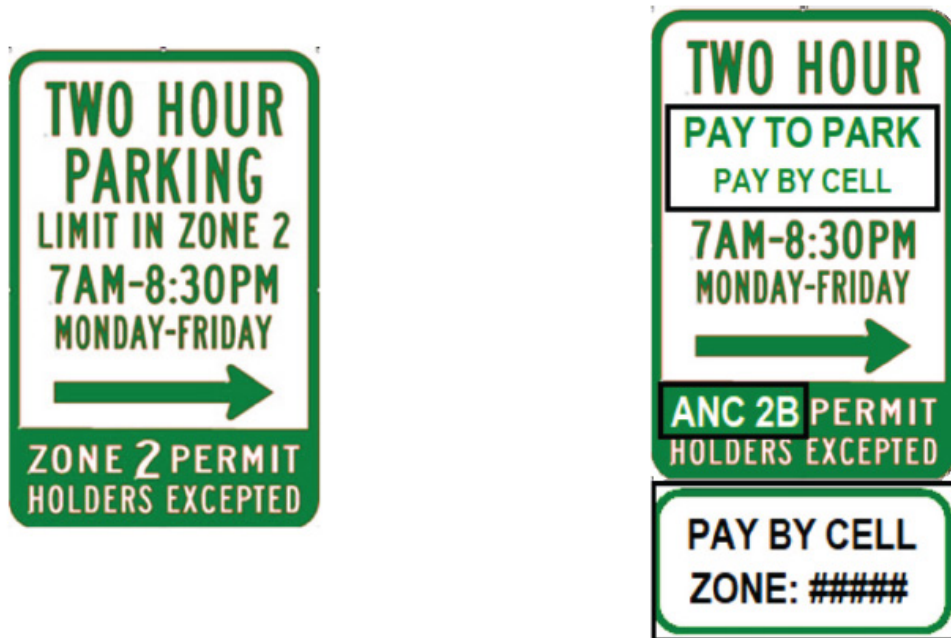 TWO HOUR
PARKING
LIMIT IN ZONE 2
7AM-8:30PM
MONDAY-FRIDAY
ZONE 2 PERMIT
HOLDERS EXCEPTED
TWO HOUR
PAY TO PARK
PAY BY CELL
7AM-8:30PM
MONDAY-FRIDAY
ANC 2B PERMIT
HOLDERS EXCEPTED
PAY BY CELL
ZONE: #####